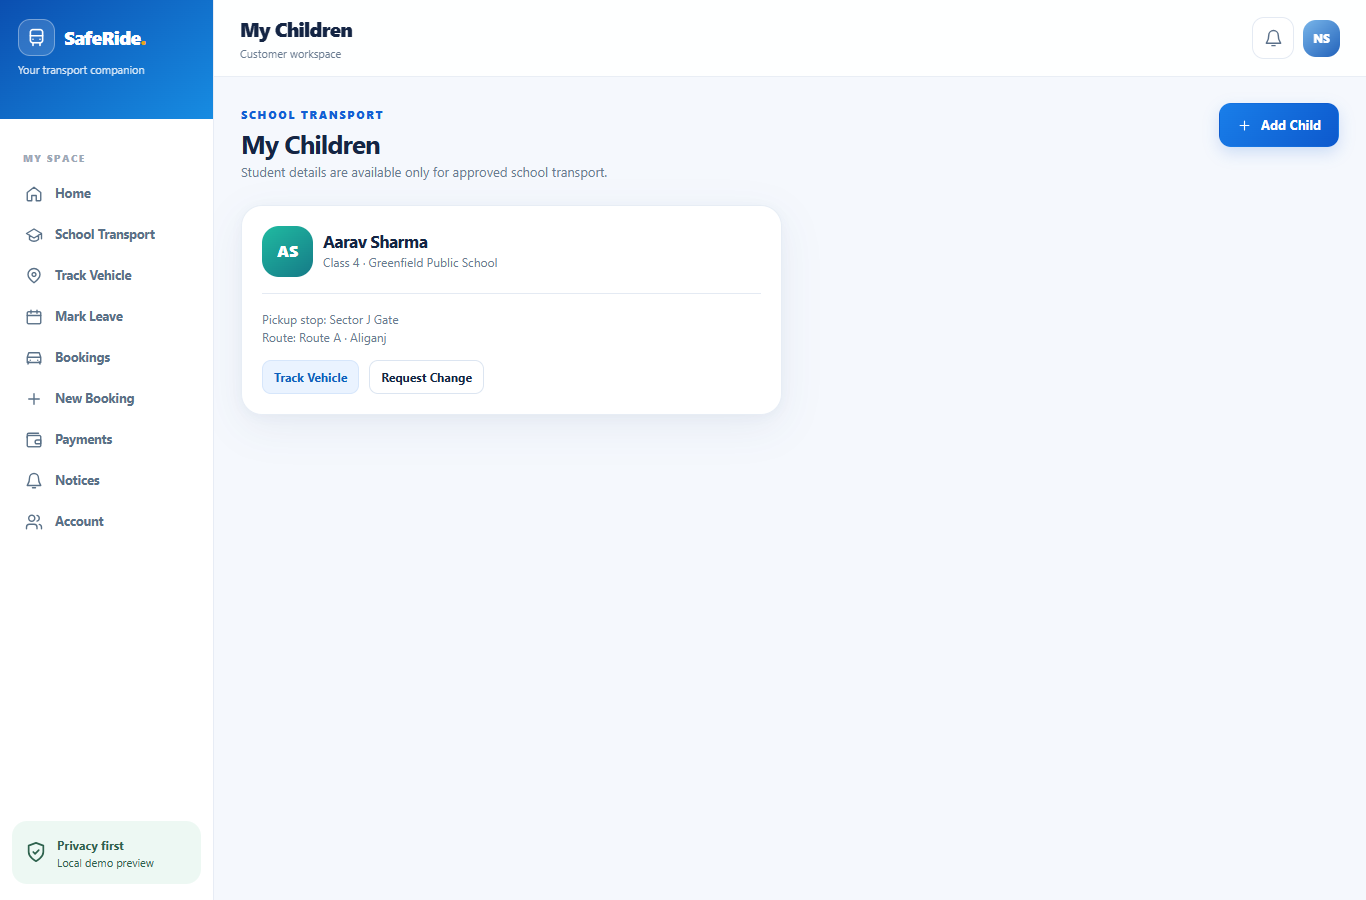 SafeRide.
Your transport companion
MY SPACE
Home
School Transport
Track Vehicle
Mark Leave
Bookings
New Booking
Payments
Notices
Account
Privacy first
Local demo preview
My Children
Customer workspace
NS
SCHOOL TRANSPORT
My Children
Student details are available only for approved school transport.
+ Add Child
AS
Aarav Sharma
Class 4 · Greenfield Public School
Pickup stop: Sector J Gate
Route: Route A · Aliganj
Track Vehicle
Request Change